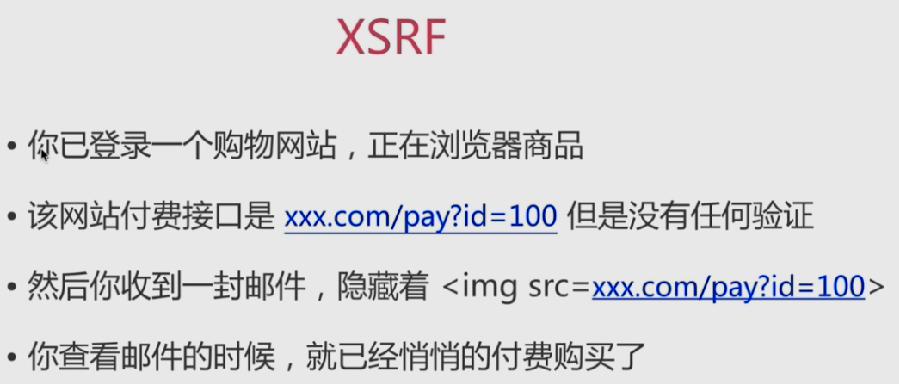 XSRF
• 你已登录一个购物网站，正在浏览器商品
• 该网站付费接口是 xxx.com/pay?id=100 但是没有任何验证
• 然后你收到一封邮件，隐藏着 <img src=xxx.com/pay?id=100>
• 你查看邮件的时候，就已经悄悄的付费购买了